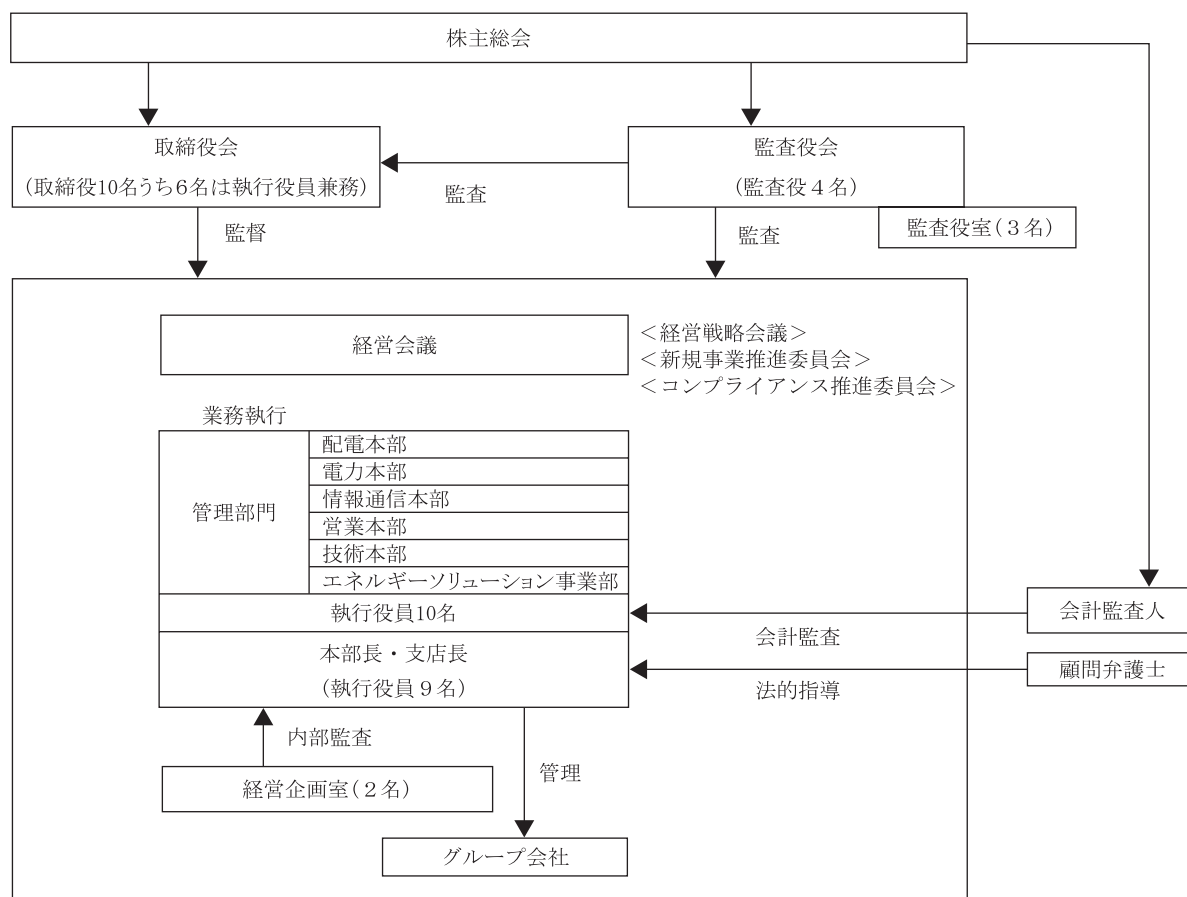 株主総会
取締役会
(取締役10名うち6名は執行役員兼務)
監査
監査役会
(監査役4名)
監査役室(3名)
監督
監査
経営会議
<経営戦略会議>
<新規事業推進委員会>
<コンプライアンス推進委員会>
業務執行
管理部門
配電本部
電力本部
情報通信本部
営業本部
技術本部
エネルギーソリューション事業部
執行役員10名
会計監査
会計監査人
本部長・支店長
(執行役員9名)
法的指導
顧問弁護士
内部監査
経営企画室(2名)
管理
グループ会社